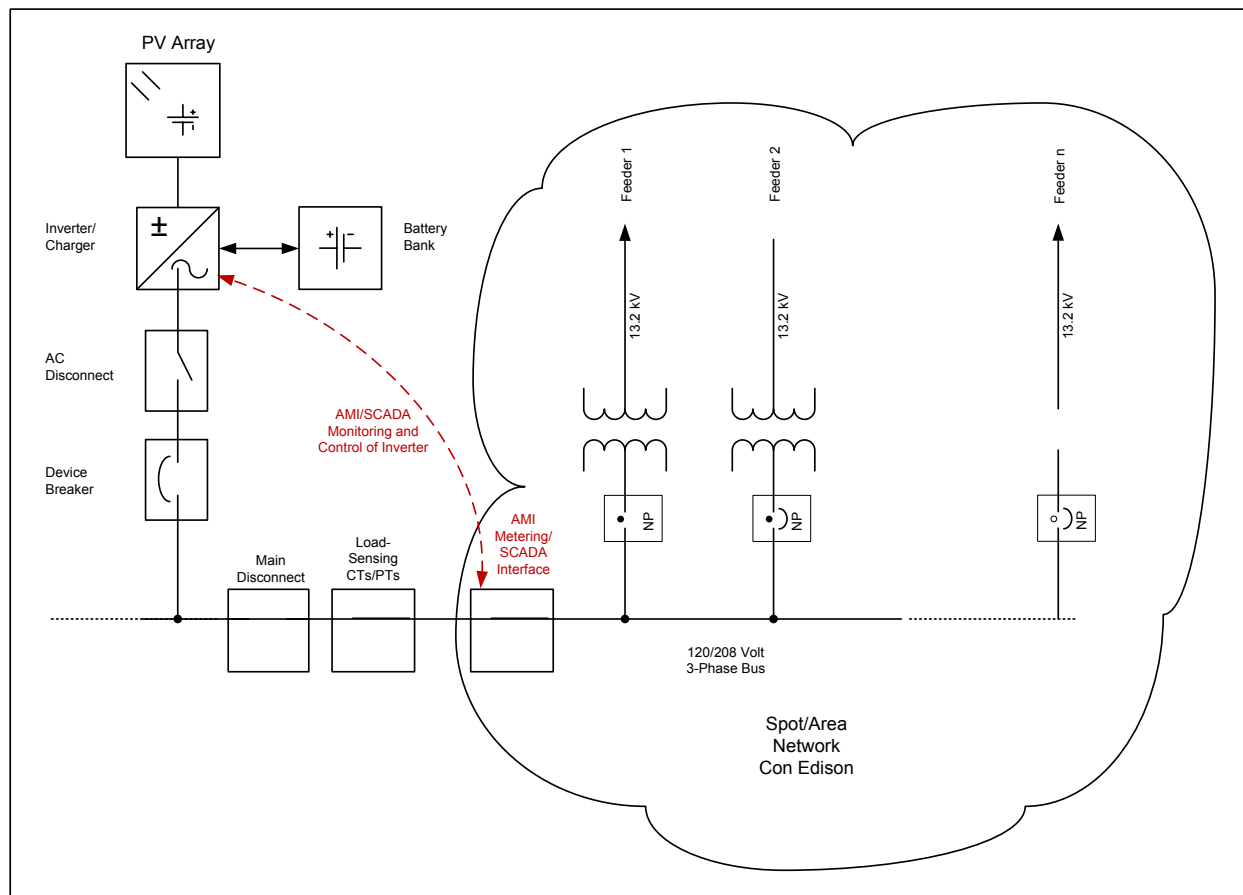 PV Array
Inverter/
Charger
±
Battery
Bank
+ −
AC
Disconnect
Device
Breaker
AMI/SCADA
Monitoring and
Control of Inverter
Main
Disconnect
Load-
Sensing
CTs/PTs
AMI
Metering/
SCADA
Interface
Feeder 1
Feeder 2
Feeder n
13.2 kV
13.2 kV
13.2 kV
NP
NP
NP
120/208 Volt
3-Phase Bus
Spot/Area
Network
Con Edison